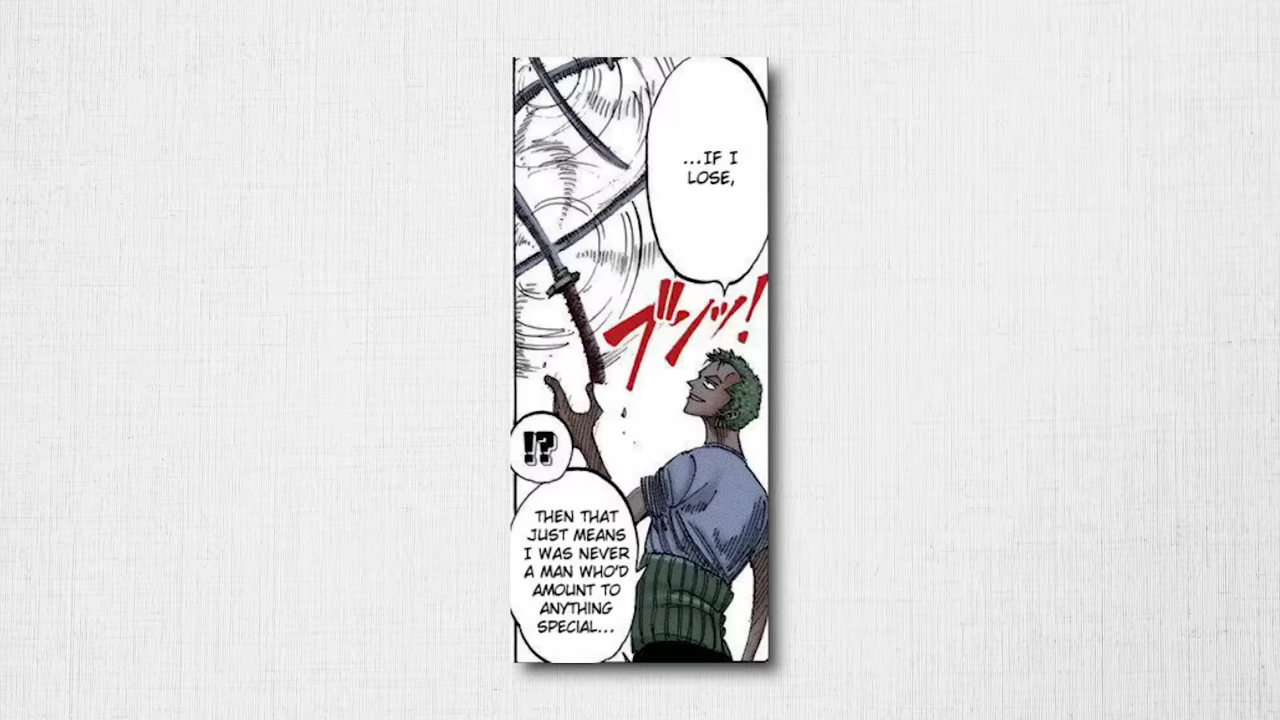 ...IF I
LOSE,
ブンッ!
!?
THEN THAT
JUST MEANS
I WAS NEVER
A MAN WHO'D
AMOUNT TO
ANYTHING
SPECIAL...